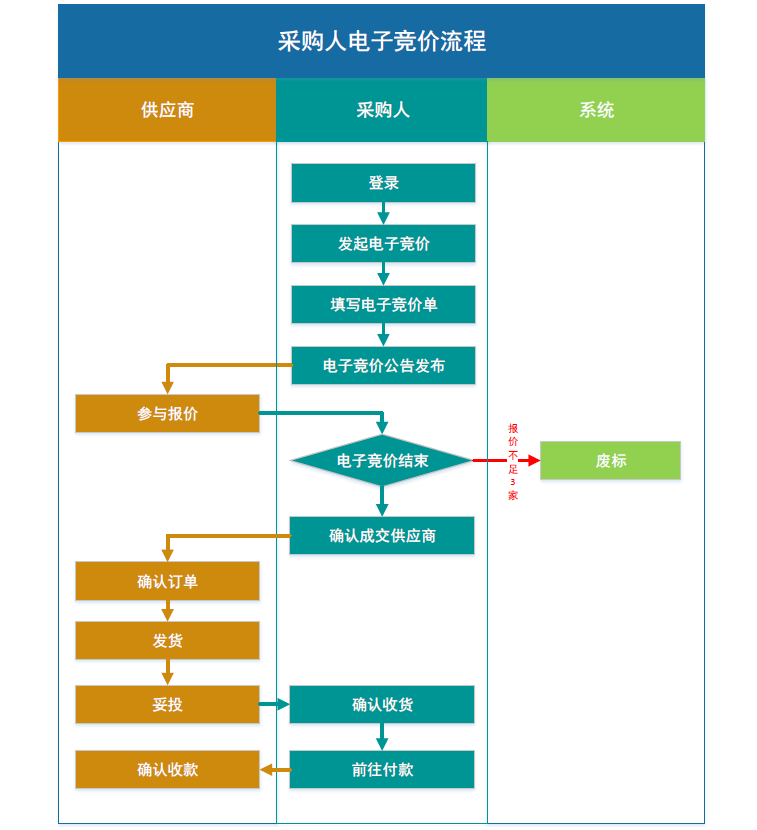 采购人电子竞价流程
供应商
采购人
系统
登录
发起电子竞价
填写电子竞价单
电子竞价公告发布
参与报价
电子竞价结束
报价不足3家
废标
确认成交供应商
确认订单
发货
妥投
确认收货
确认收款
前往付款